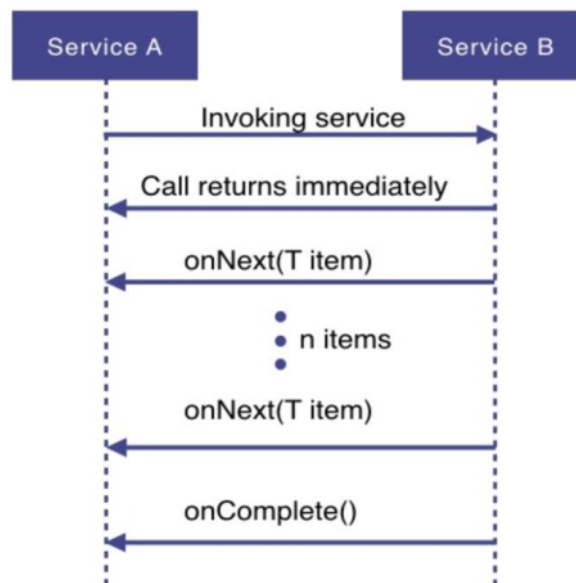 Service A
Service B
Invoking service
Call returns immediately
onNext(T item)
n items
onNext(T item)
onComplete()